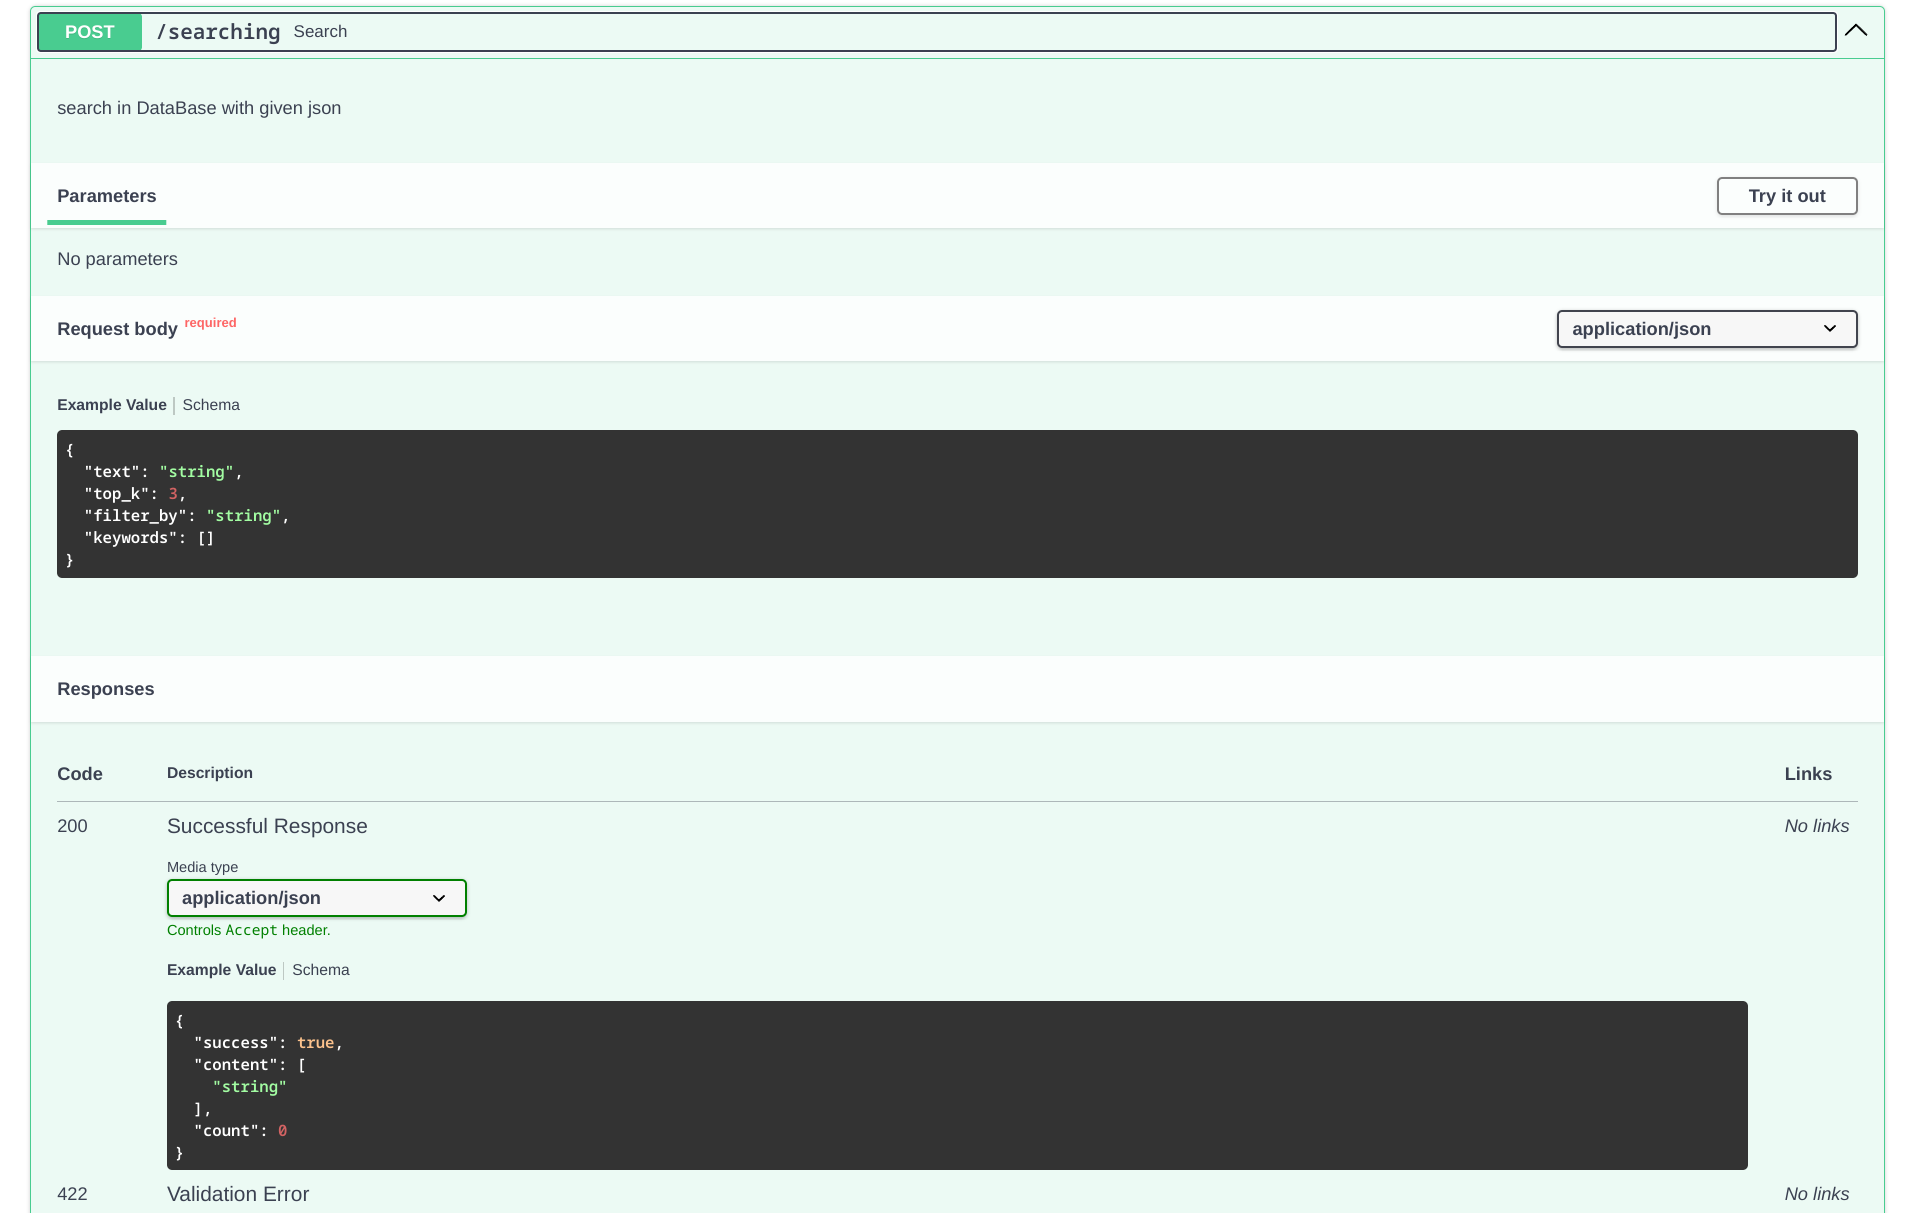 POST /searching Search
search in DataBase with given json
Parameters
Try it out
No parameters
Request body required
application/json
Example Value | Schema
{
  "text": "string",
  "top_k": 3,
  "filter_by": "string",
  "keywords": []
}
Responses
Code Description Links
200 Successful Response No links
Media type
application/json
Controls Accept header.
Example Value | Schema
{
  "success": true,
  "content": [
    "string"
  ],
  "count": 0
}
422 Validation Error No links